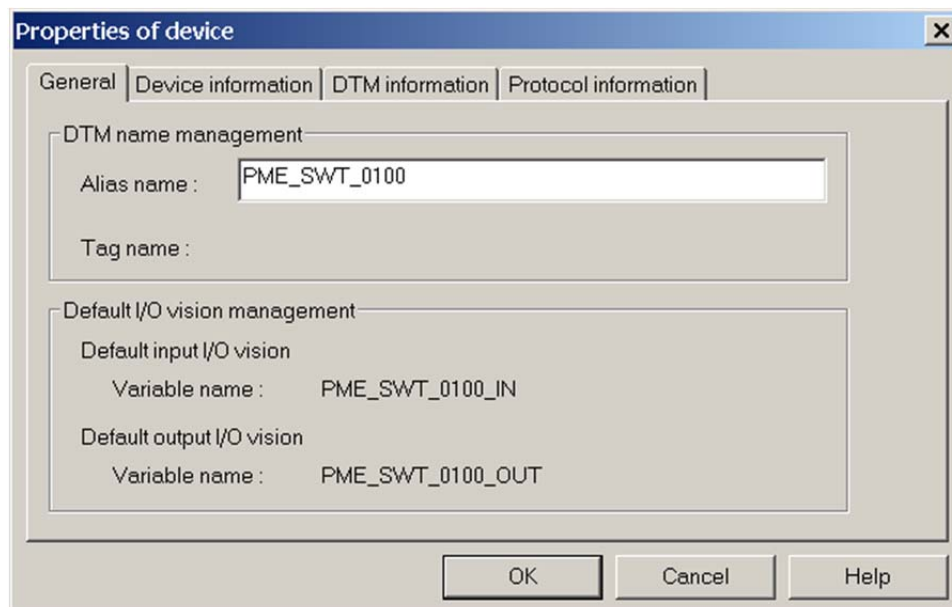 Properties of device
General Device information DTM information Protocol information
DTM name management
Alias name : PME_SWT_0100
Tag name :
Default I/O vision management
Default input I/O vision
Variable name : PME_SWT_0100_IN
Default output I/O vision
Variable name : PME_SWT_0100_OUT
OK Cancel Help